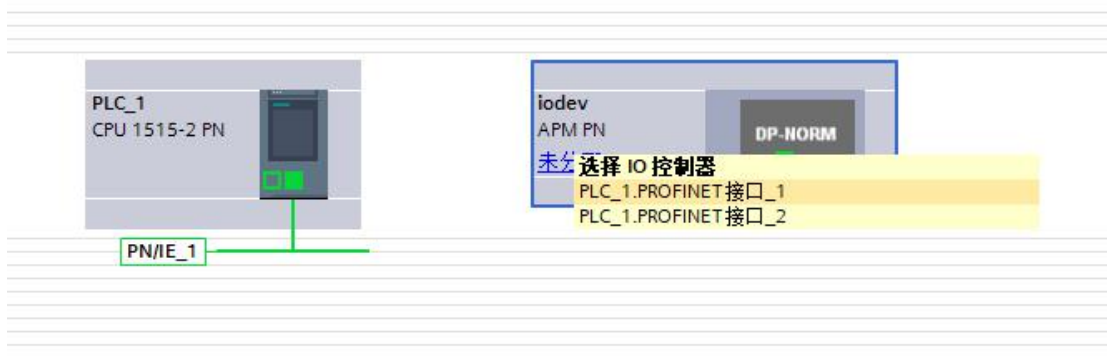 PLC_1
CPU 1515-2 PN
iodev
APM PN
DP-NORM
未分
选择 IO 控制器
PLC_1.PROFINET接口_1
PLC_1.PROFINET接口_2
PN/IE_1